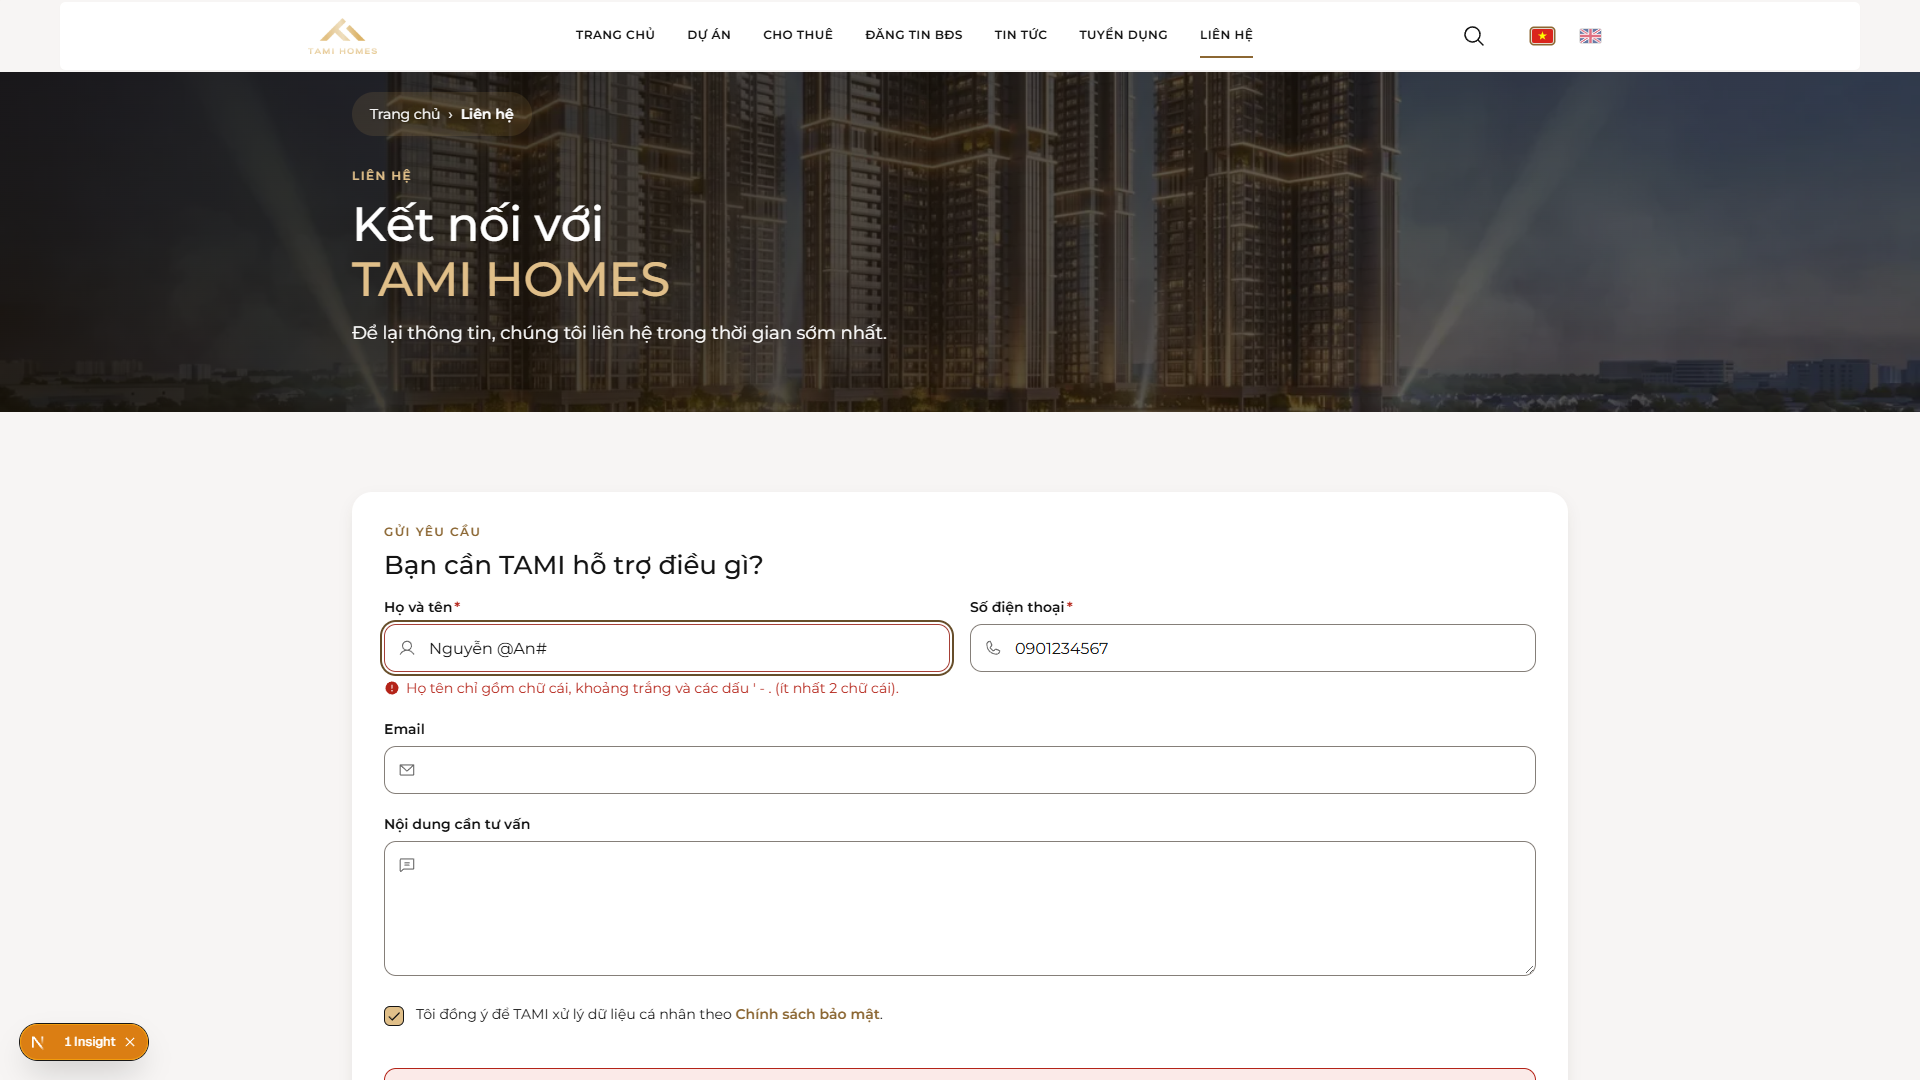 TAMI HOMES
TRANG CHỦ
DỰ ÁN
CHO THUÊ
ĐĂNG TIN BĐS
TIN TỨC
TUYỂN DỤNG
LIÊN HỆ
Trang chủ › Liên hệ
LIÊN HỆ
Kết nối với
TAMI HOMES
Để lại thông tin, chúng tôi liên hệ trong thời gian sớm nhất.
GỬI YÊU CẦU
Bạn cần TAMI hỗ trợ điều gì?
Họ và tên*
Nguyễn @An#
Họ tên chỉ gồm chữ cái, khoảng trắng và các dấu ' - . (ít nhất 2 chữ cái).
Số điện thoại*
0901234567
Email
Nội dung cần tư vấn
Tôi đồng ý để TAMI xử lý dữ liệu cá nhân theo Chính sách bảo mật.
N 1 Insight